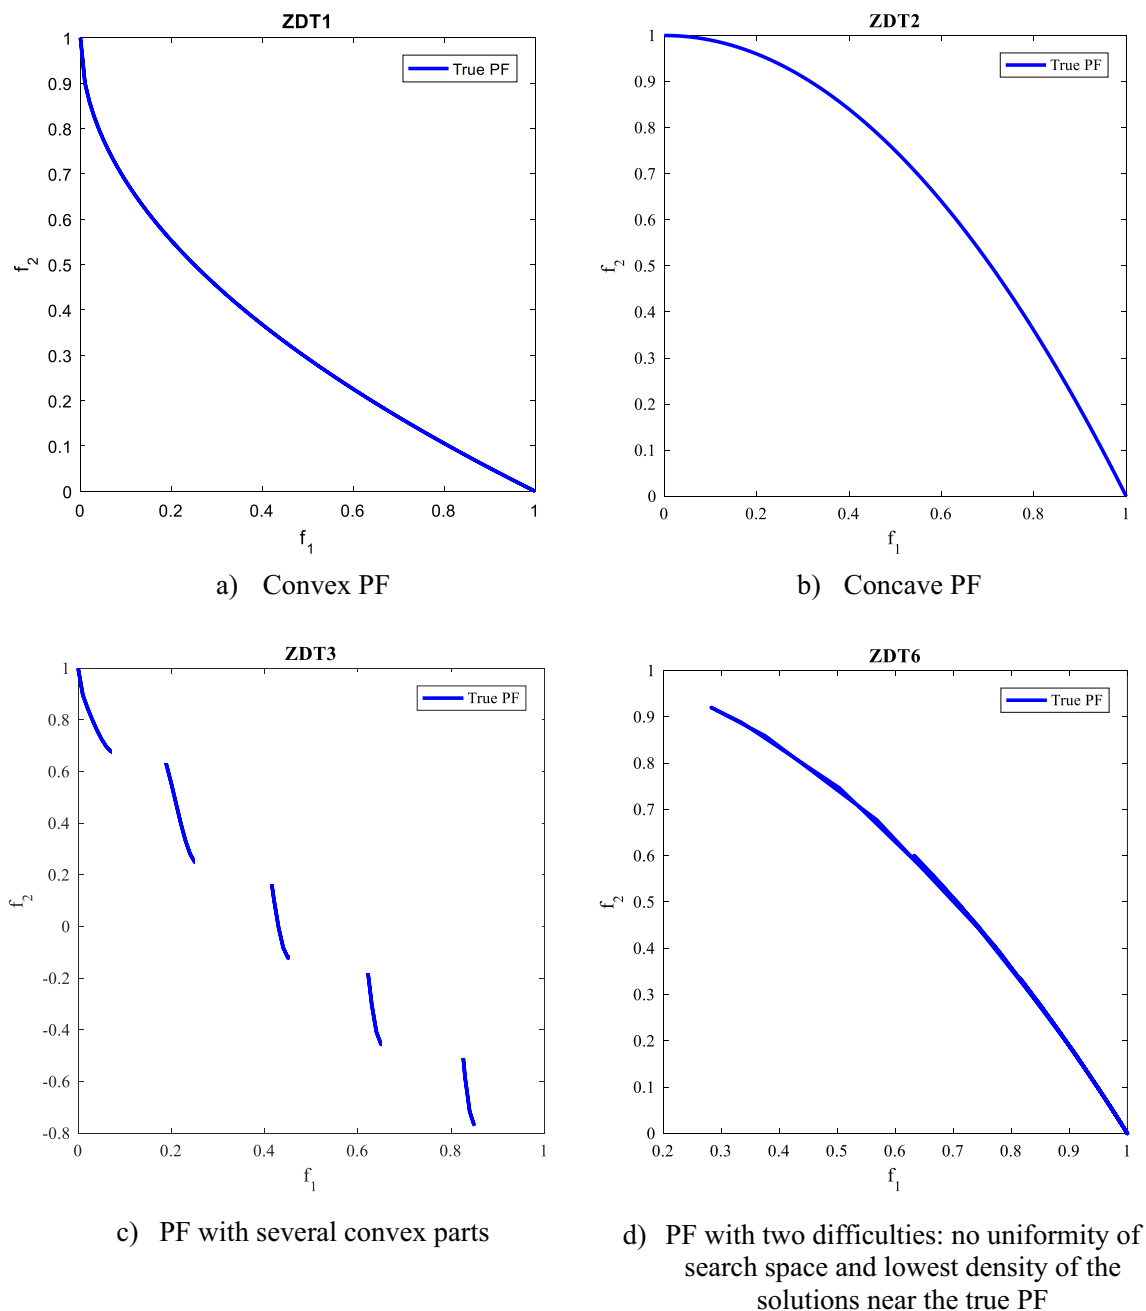 ZDT1
True PF
1
0.9
0.8
0.7
0.6
0.5
0.4
0.3
0.2
0.1
0
f2
0 0.2 0.4 0.6 0.8 1
f1
a) Convex PF
ZDT2
True PF
1
0.9
0.8
0.7
0.6
0.5
0.4
0.3
0.2
0.1
0
f2
0 0.2 0.4 0.6 0.8 1
f1
b) Concave PF
ZDT3
True PF
1
0.8
0.6
0.4
0.2
0
-0.2
-0.4
-0.6
-0.8
f2
0 0.2 0.4 0.6 0.8 1
f1
c) PF with several convex parts
ZDT6
True PF
1
0.9
0.8
0.7
0.6
0.5
0.4
0.3
0.2
0.1
0
f2
0.2 0.3 0.4 0.5 0.6 0.7 0.8 0.9 1
f1
d) PF with two difficulties: no uniformity of
search space and lowest density of the
solutions near the true PF